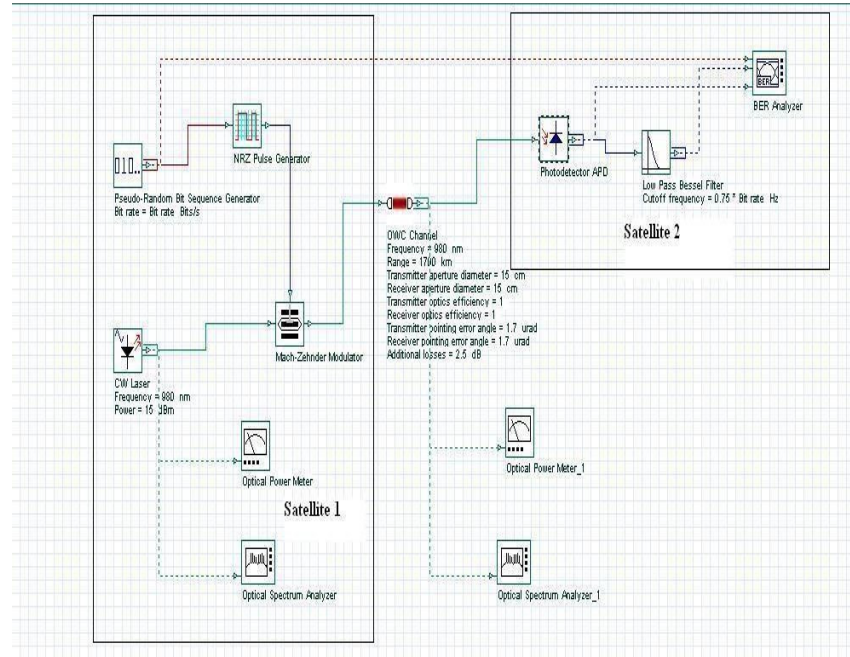 BER
BER Analyzer
NRZ Pulse Generator
010..
Pseudo-Random Bit Sequence Generator
Bit rate = Bit rate Bits/s
Photodetector APD
Low Pass Bessel Filter
Cutoff frequency = 0.75 * Bit rate Hz
Satellite 2
OWC Channel
Frequency = 980 nm
Range = 1700 km
Transmitter aperture diameter = 15 cm
Receiver aperture diameter = 15 cm
Transmitter optics efficiency = 1
Receiver optics efficiency = 1
Transmitter pointing error angle = 1.7 urad
Receiver pointing error angle = 1.7 urad
Additional losses = 2.5 dB
Mach-Zehnder Modulator
CW Laser
Frequency = 980 nm
Power = 15 dBm
Optical Power Meter
Optical Power Meter_1
Satellite 1
Optical Spectrum Analyzer
Optical Spectrum Analyzer_1